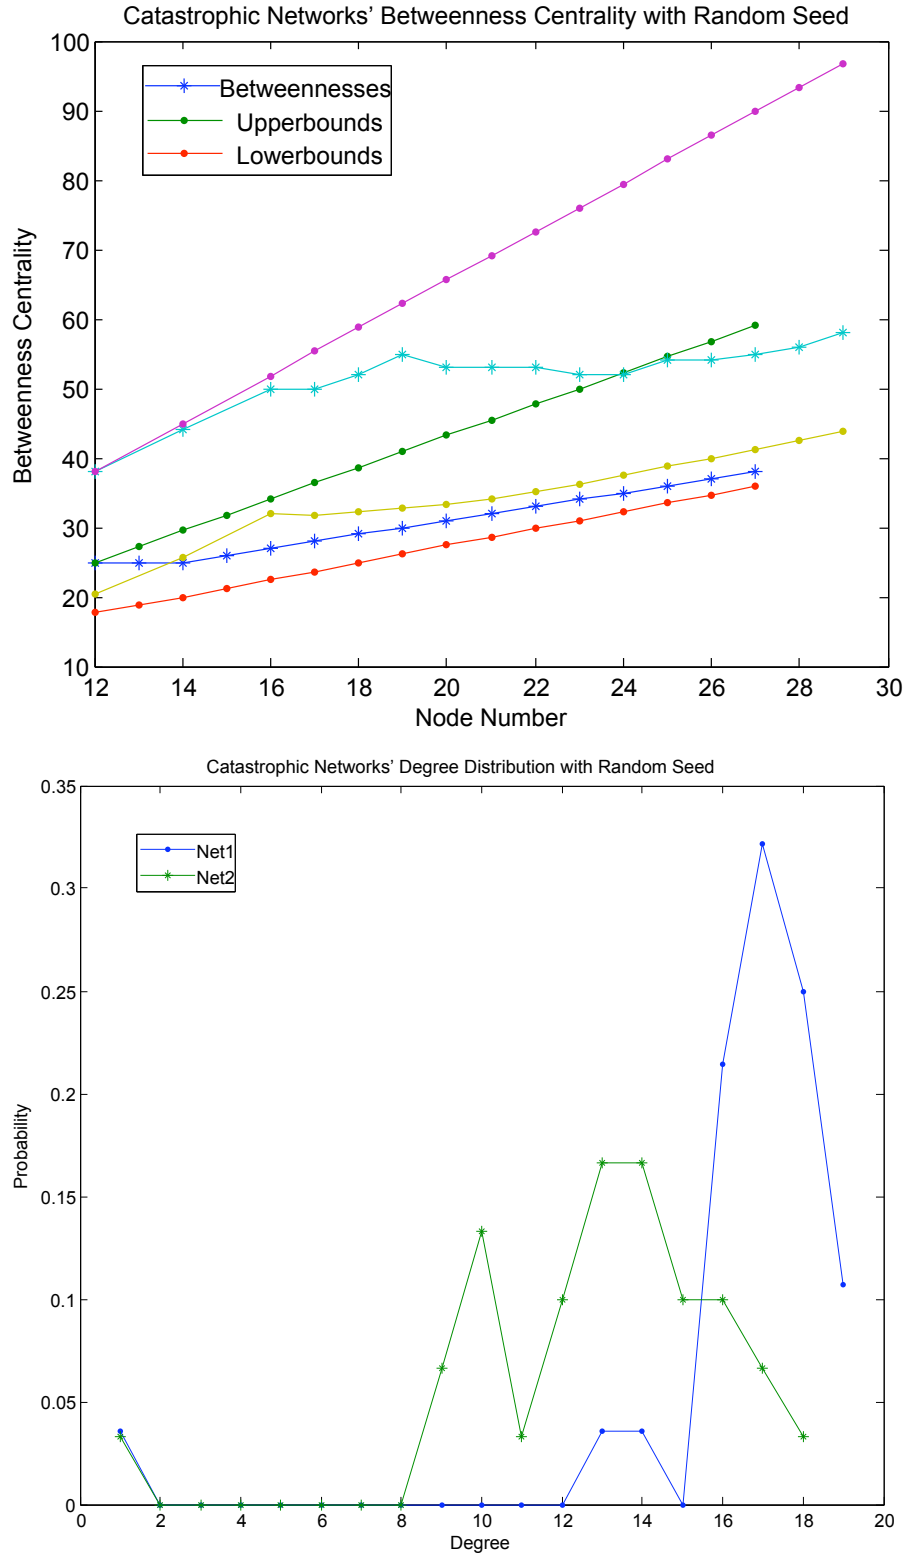 Catastrophic Networks' Betweenness Centrality with Random Seed
100
90
80
70
60
50
40
30
20
10
Betweenness Centrality
Betweennesses
Upperbounds
Lowerbounds
12 14 16 18 20 22 24 26 28 30
Node Number
Catastrophic Networks' Degree Distribution with Random Seed
0.35
0.3
0.25
0.2
0.15
0.1
0.05
0
Probability
Net1
Net2
0 2 4 6 8 10 12 14 16 18 20
Degree